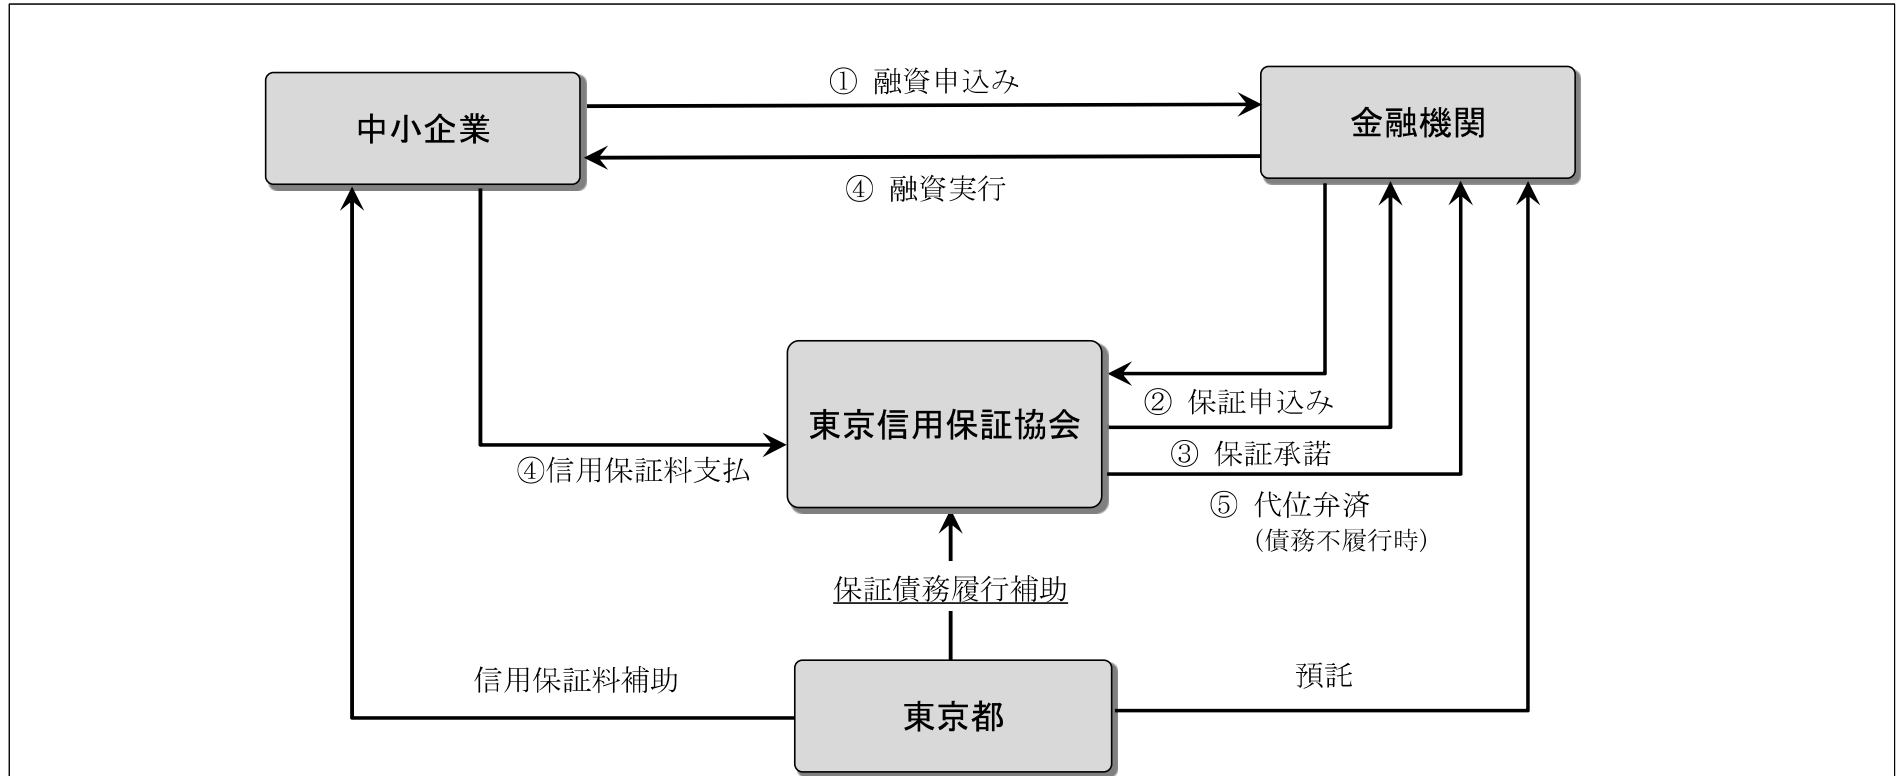 ① 融資申込み
中小企業
金融機関
④ 融資実行
② 保証申込み
東京信用保証協会
③ 保証承諾
④信用保証料支払
⑤ 代位弁済
(債務不履行時)
保証債務履行補助
信用保証料補助
預託
東京都